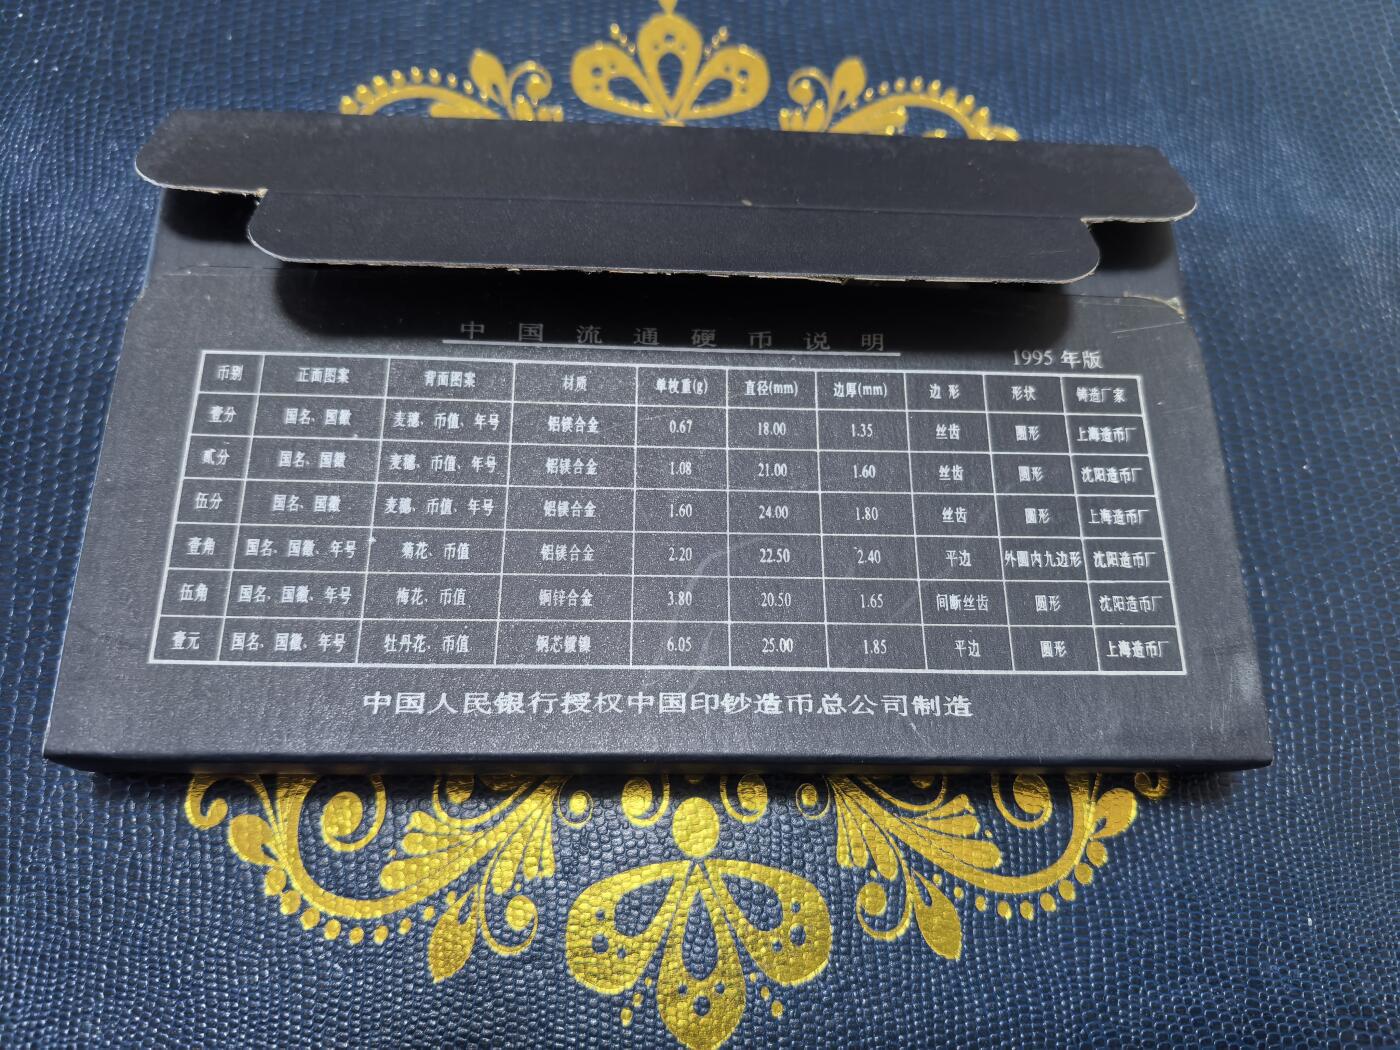 中国流通硬币说明
1995年版
币别 正面图案 背面图案 材质 单枚重(g) 直径(mm) 边厚(mm) 边形 形状 铸造厂家
壹分 国名、国徽 麦穗、币值、年号 铝镁合金 0.67 18.00 1.35 丝齿 圆形 上海造币厂
贰分 国名、国徽 麦穗、币值、年号 铝镁合金 1.08 21.00 1.60 丝齿 圆形 沈阳造币厂
伍分 国名、国徽 麦穗、币值、年号 铝镁合金 1.60 24.00 1.80 丝齿 圆形 上海造币厂
壹角 国名、国徽、年号 菊花、币值 铝镁合金 2.20 22.50 2.40 平边 外圆内九边形 沈阳造币厂
伍角 国名、国徽、年号 梅花、币值 铜锌合金 3.80 20.50 1.65 间断丝齿 圆形 沈阳造币厂
壹元 国名、国徽、年号 牡丹花、币值 钢芯镀镍 6.05 25.00 1.85 平边 圆形 上海造币厂
中国人民银行授权中国印钞造币总公司制造